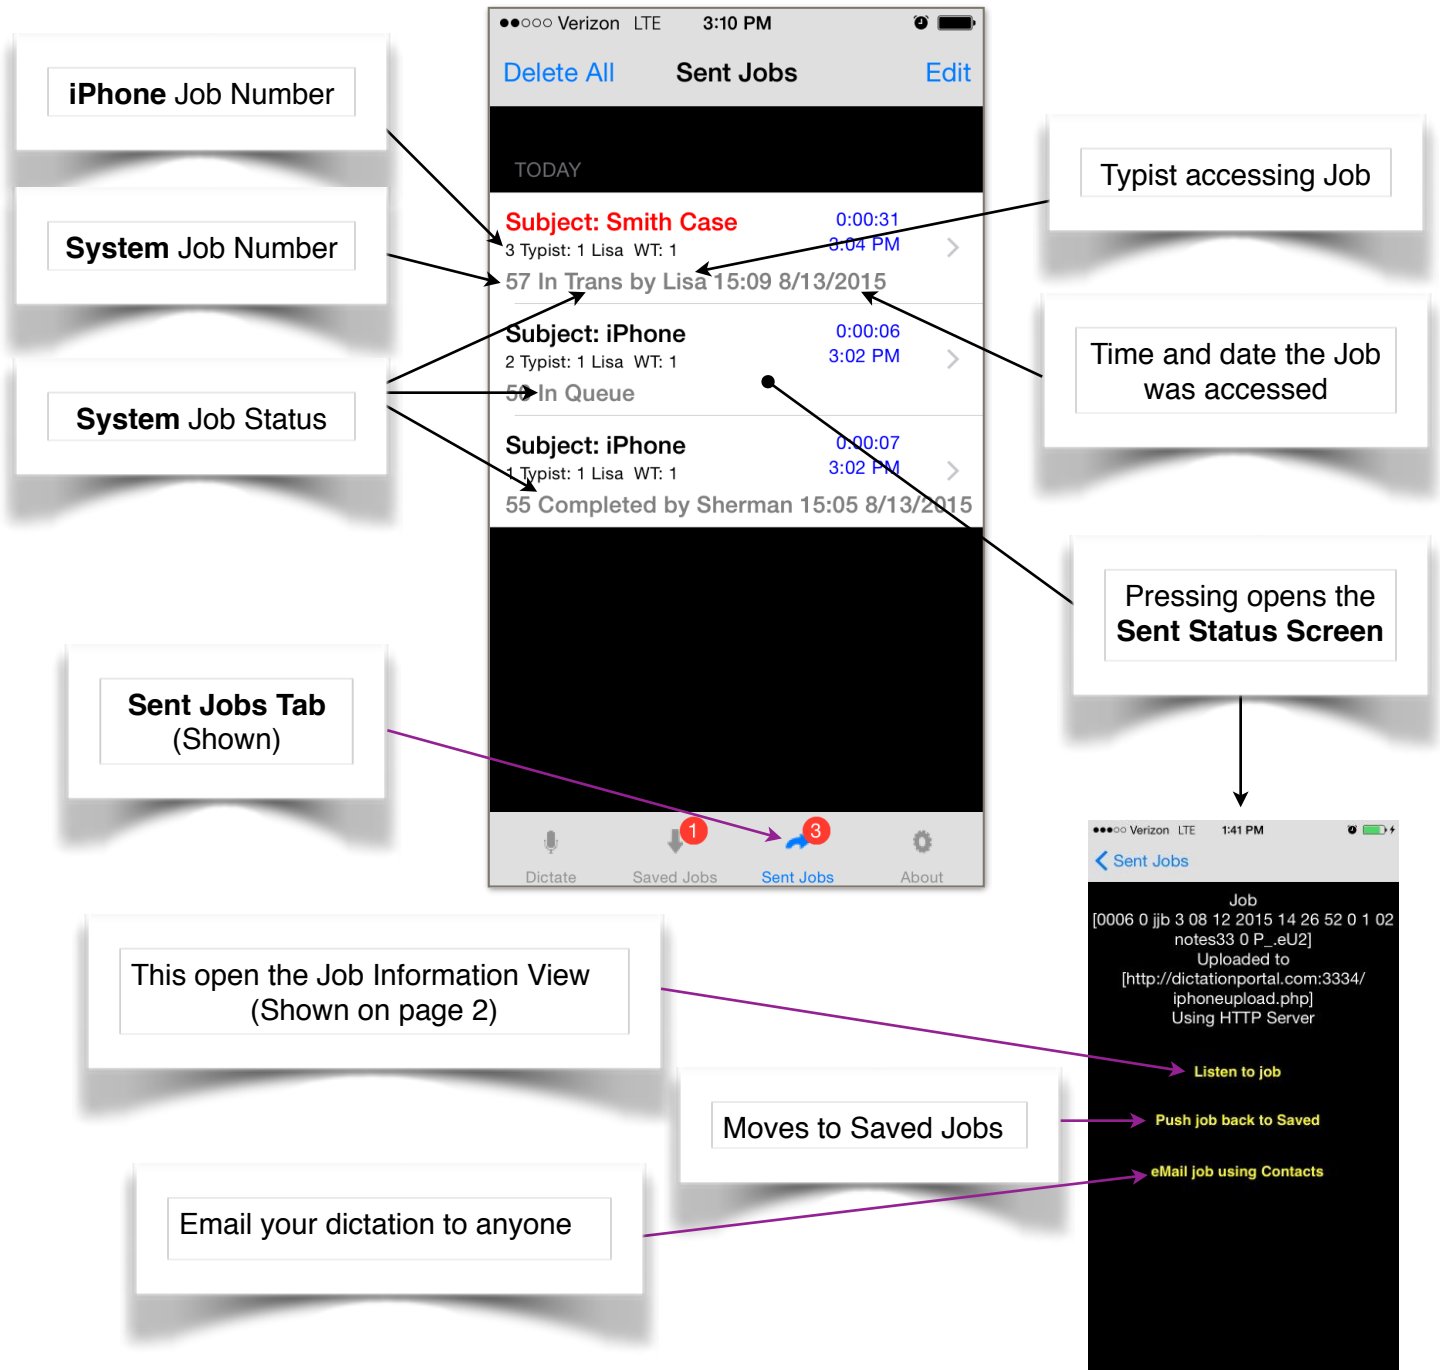 ●●○○○ Verizon LTE 3:10 PM
Delete All Sent Jobs Edit
TODAY
Subject: Smith Case 0:00:31
3 Typist: 1 Lisa WT: 1 3:04 PM
57 In Trans by Lisa 15:09 8/13/2015
Subject: iPhone 0:00:06
2 Typist: 1 Lisa WT: 1 3:02 PM
56 In Queue
Subject: iPhone 0:00:07
1 Typist: 1 Lisa WT: 1 3:02 PM
55 Completed by Sherman 15:05 8/13/2015
1
3
Dictate Saved Jobs Sent Jobs About
iPhone Job Number
System Job Number
System Job Status
Typist accessing Job
Time and date the Job
was accessed
Pressing opens the
Sent Status Screen
Sent Jobs Tab
(Shown)
This open the Job Information View
(Shown on page 2)
Moves to Saved Jobs
Email your dictation to anyone
●●●○○ Verizon LTE 1:41 PM
Sent Jobs
Job
[0006 0 jjb 3 08 12 2015 14 26 52 0 1 02
notes33 0 P_.eU2]
Uploaded to
[http://dictationportal.com:3334/
iphoneupload.php]
Using HTTP Server
Listen to job
Push job back to Saved
eMail job using Contacts